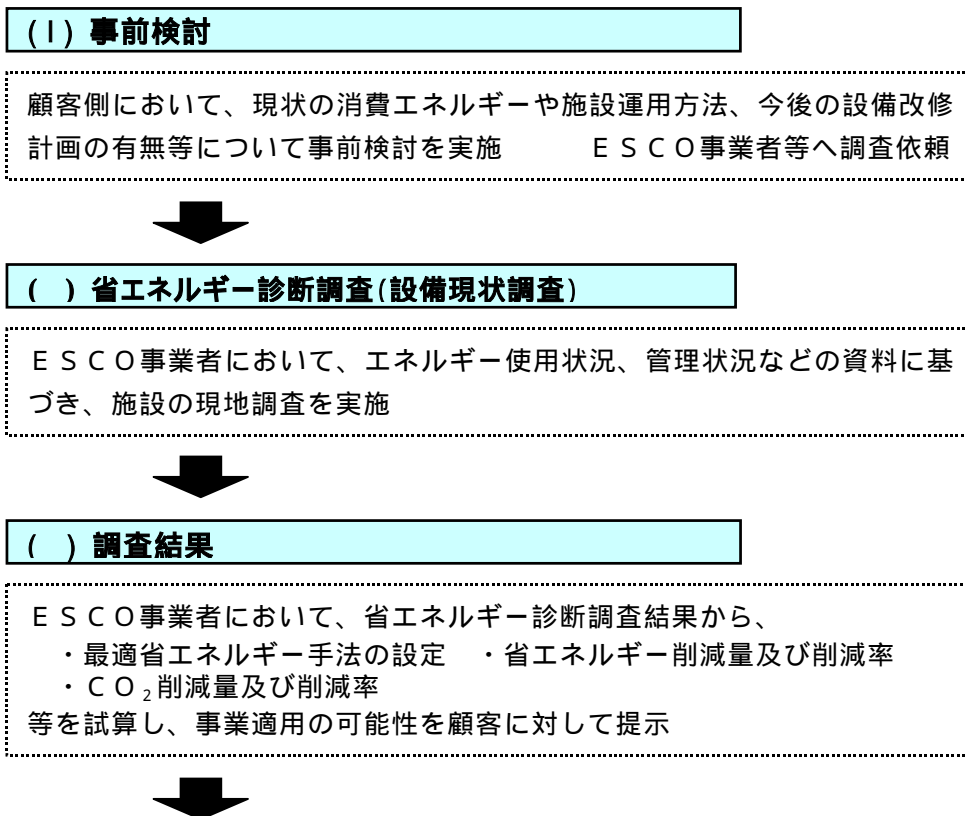 (Ⅰ) 事前検討
顧客側において、現状の消費エネルギーや施設運用方法、今後の設備改修
計画の有無等について事前検討を実施　　　ＥＳＣＯ事業者等へ調査依頼
(　) 省エネルギー診断調査(設備現状調査)
ＥＳＣＯ事業者において、エネルギー使用状況、管理状況などの資料に基
づき、施設の現地調査を実施
(　) 調査結果
ＥＳＣＯ事業者において、省エネルギー診断調査結果から、
・最適省エネルギー手法の設定　・省エネルギー削減量及び削減率
・ＣＯ₂削減量及び削減率
等を試算し、事業適用の可能性を顧客に対して提示